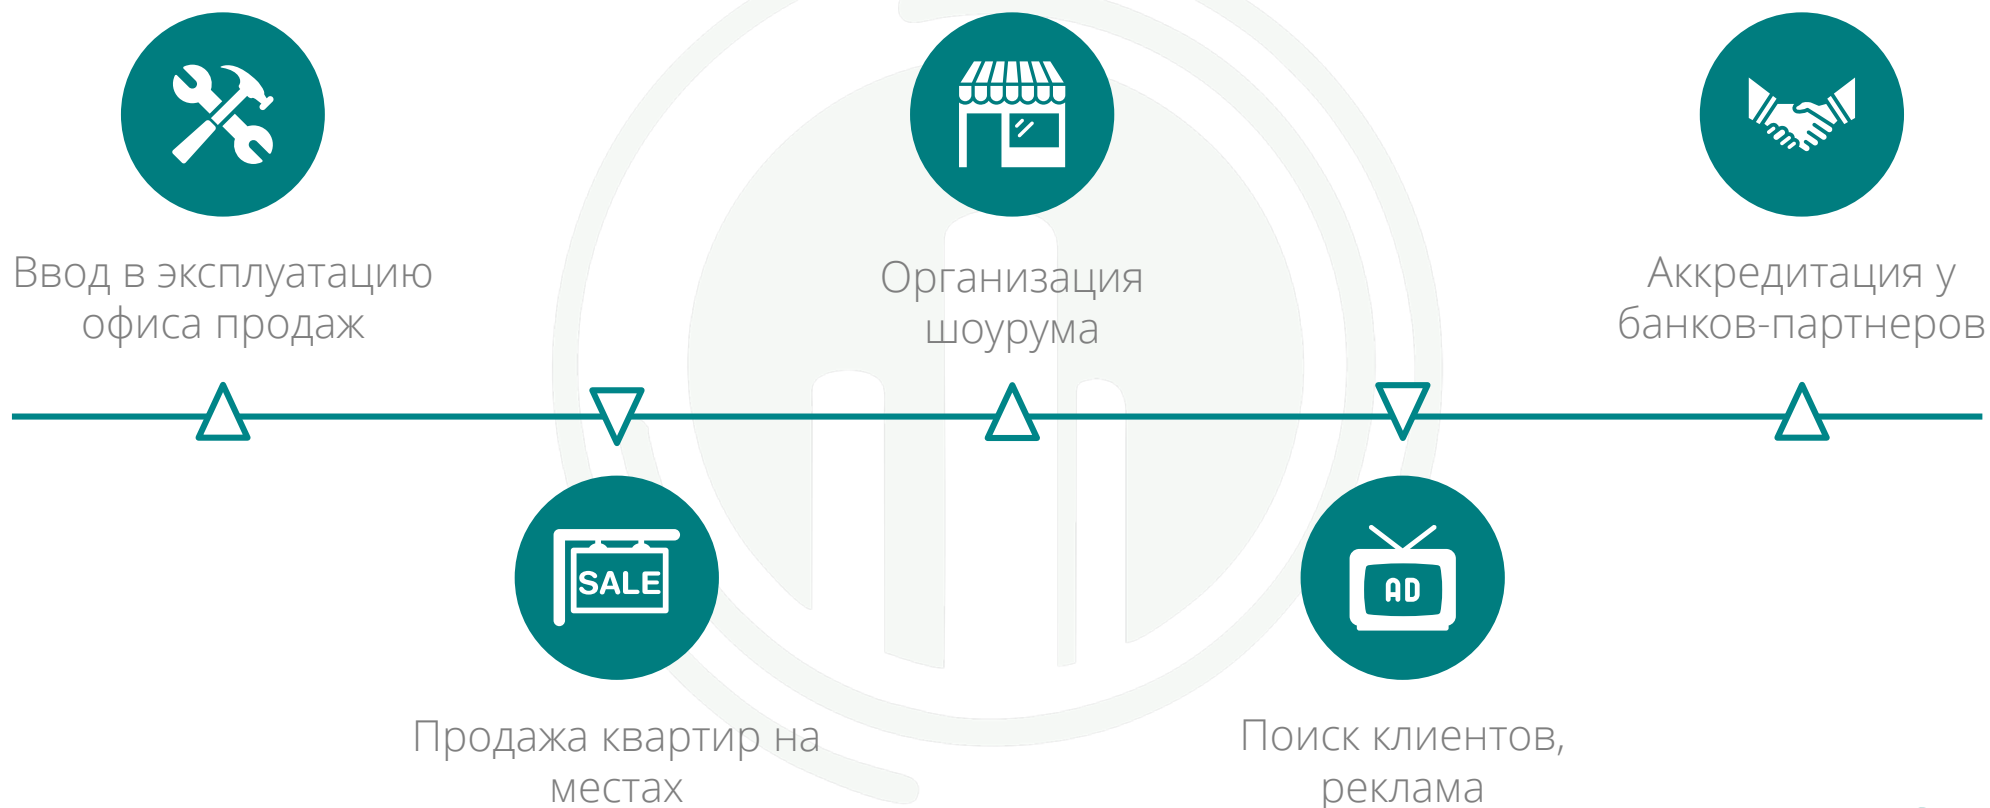 Ввод в эксплуатацию
офиса продаж
SALE
Продажа квартир на
местах
Организация
шоурума
AD
Поиск клиентов,
реклама
Аккредитация у
банков-партнеров